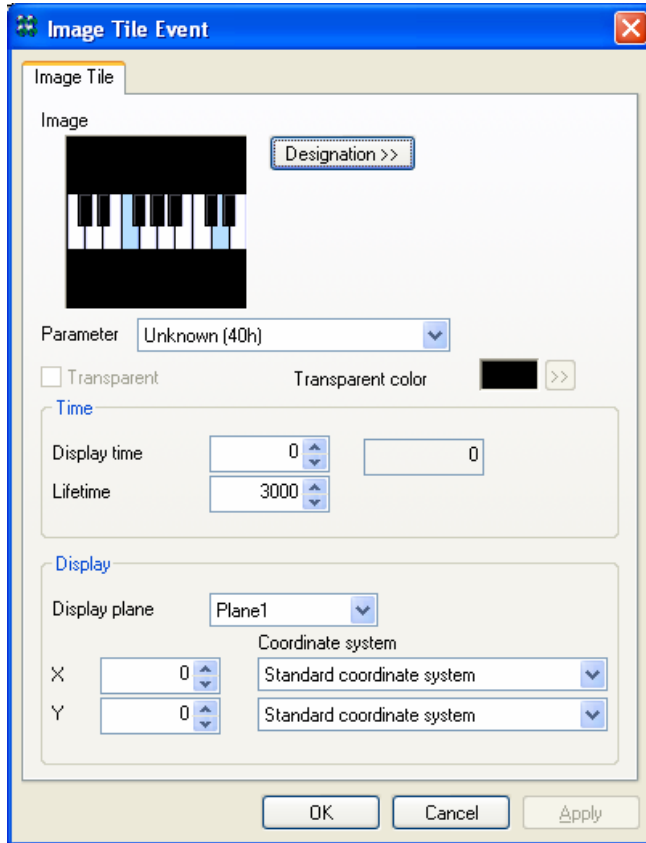 Image Tile Event
Image Tile
Image
Designation >>
Parameter Unknown (40h)
Transparent Transparent color >>
Time
Display time 0 0
Lifetime 3000
Display
Display plane Plane1
Coordinate system
X 0 Standard coordinate system
Y 0 Standard coordinate system
OK Cancel Apply